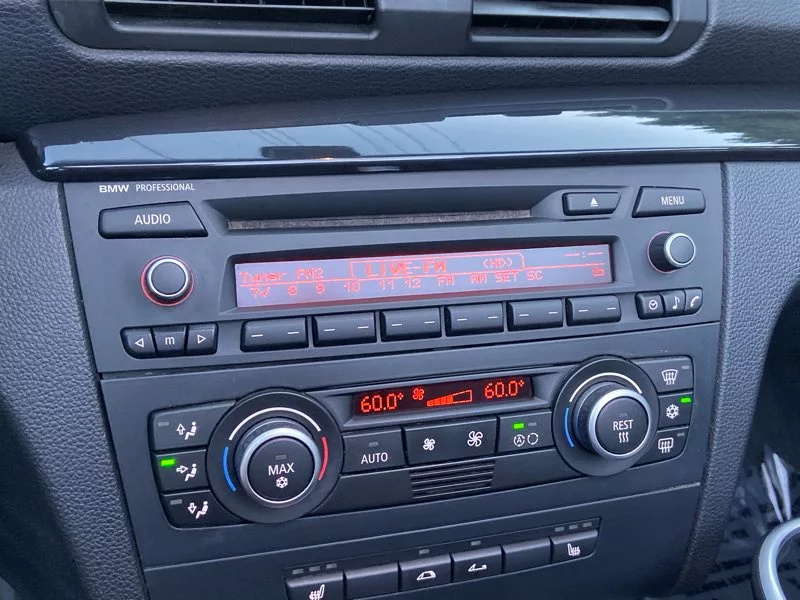 BMW PROFESSIONAL
AUDIO
MENU
Tuner FM2 LIVE-FM (HD) --:--
7√ 8 9 10 11 12 FM AM SET SC
m
60.0° 60.0°
MAX
AUTO
A
REST